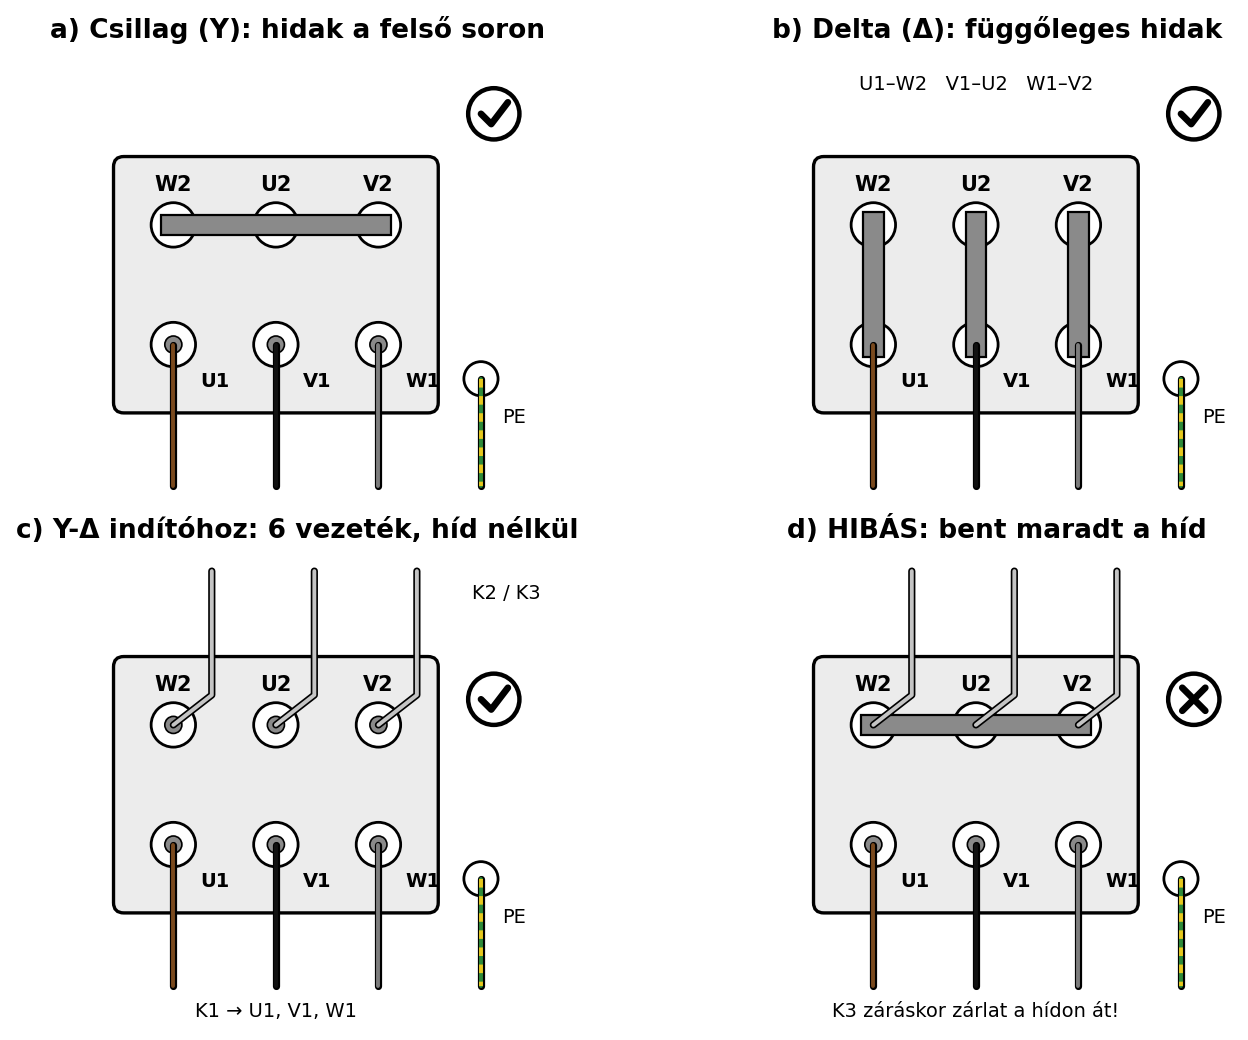 a) Csillag (Y): hidak a felső soron
W2 U2 V2
U1 V1 W1
PE
b) Delta (Δ): függőleges hidak
U1–W2 V1–U2 W1–V2
W2 U2 V2
U1 V1 W1
PE
c) Y-Δ indítóhoz: 6 vezeték, híd nélkül
K2 / K3
W2 U2 V2
U1 V1 W1
PE
K1 → U1, V1, W1
d) HIBÁS: bent maradt a híd
W2 U2 V2
U1 V1 W1
PE
K3 záráskor zárlat a hídon át!